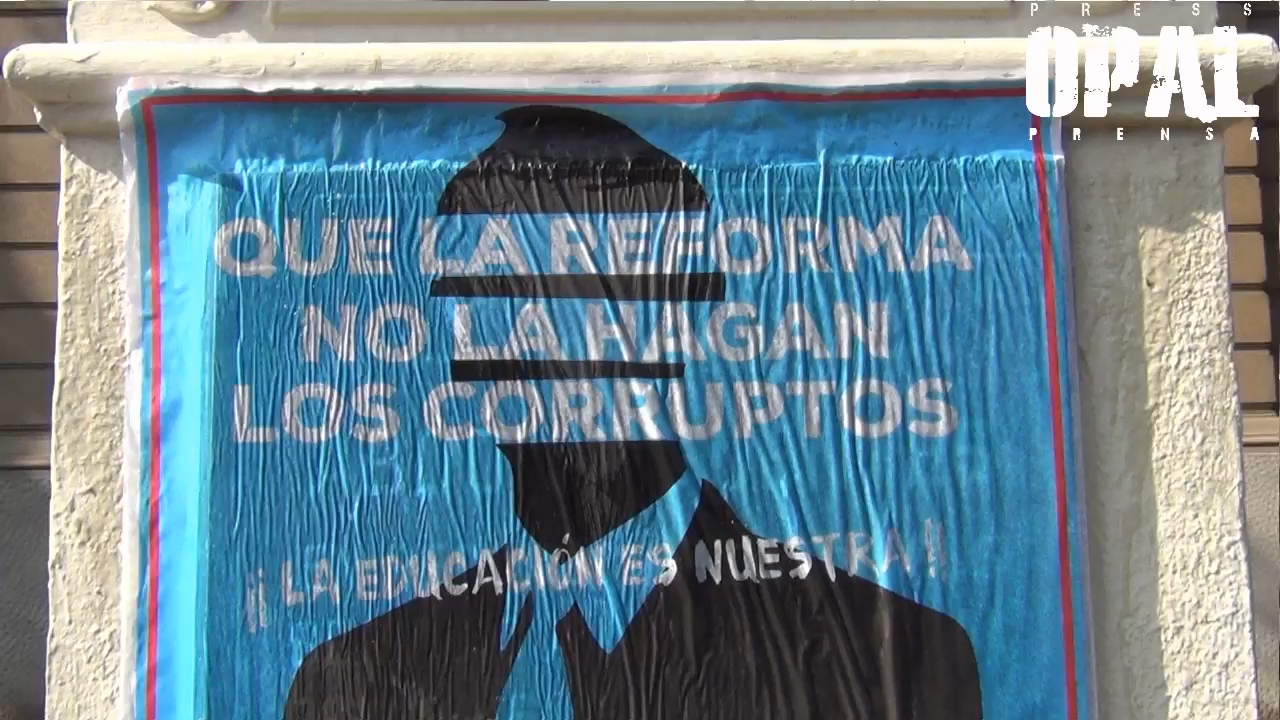 PRESS
OPAL
PRENSA
QUE LA REFORMA
NO LA HAGAN
LOS CORRUPTOS
¡¡LA EDUCACIÓN ES NUESTRA!!